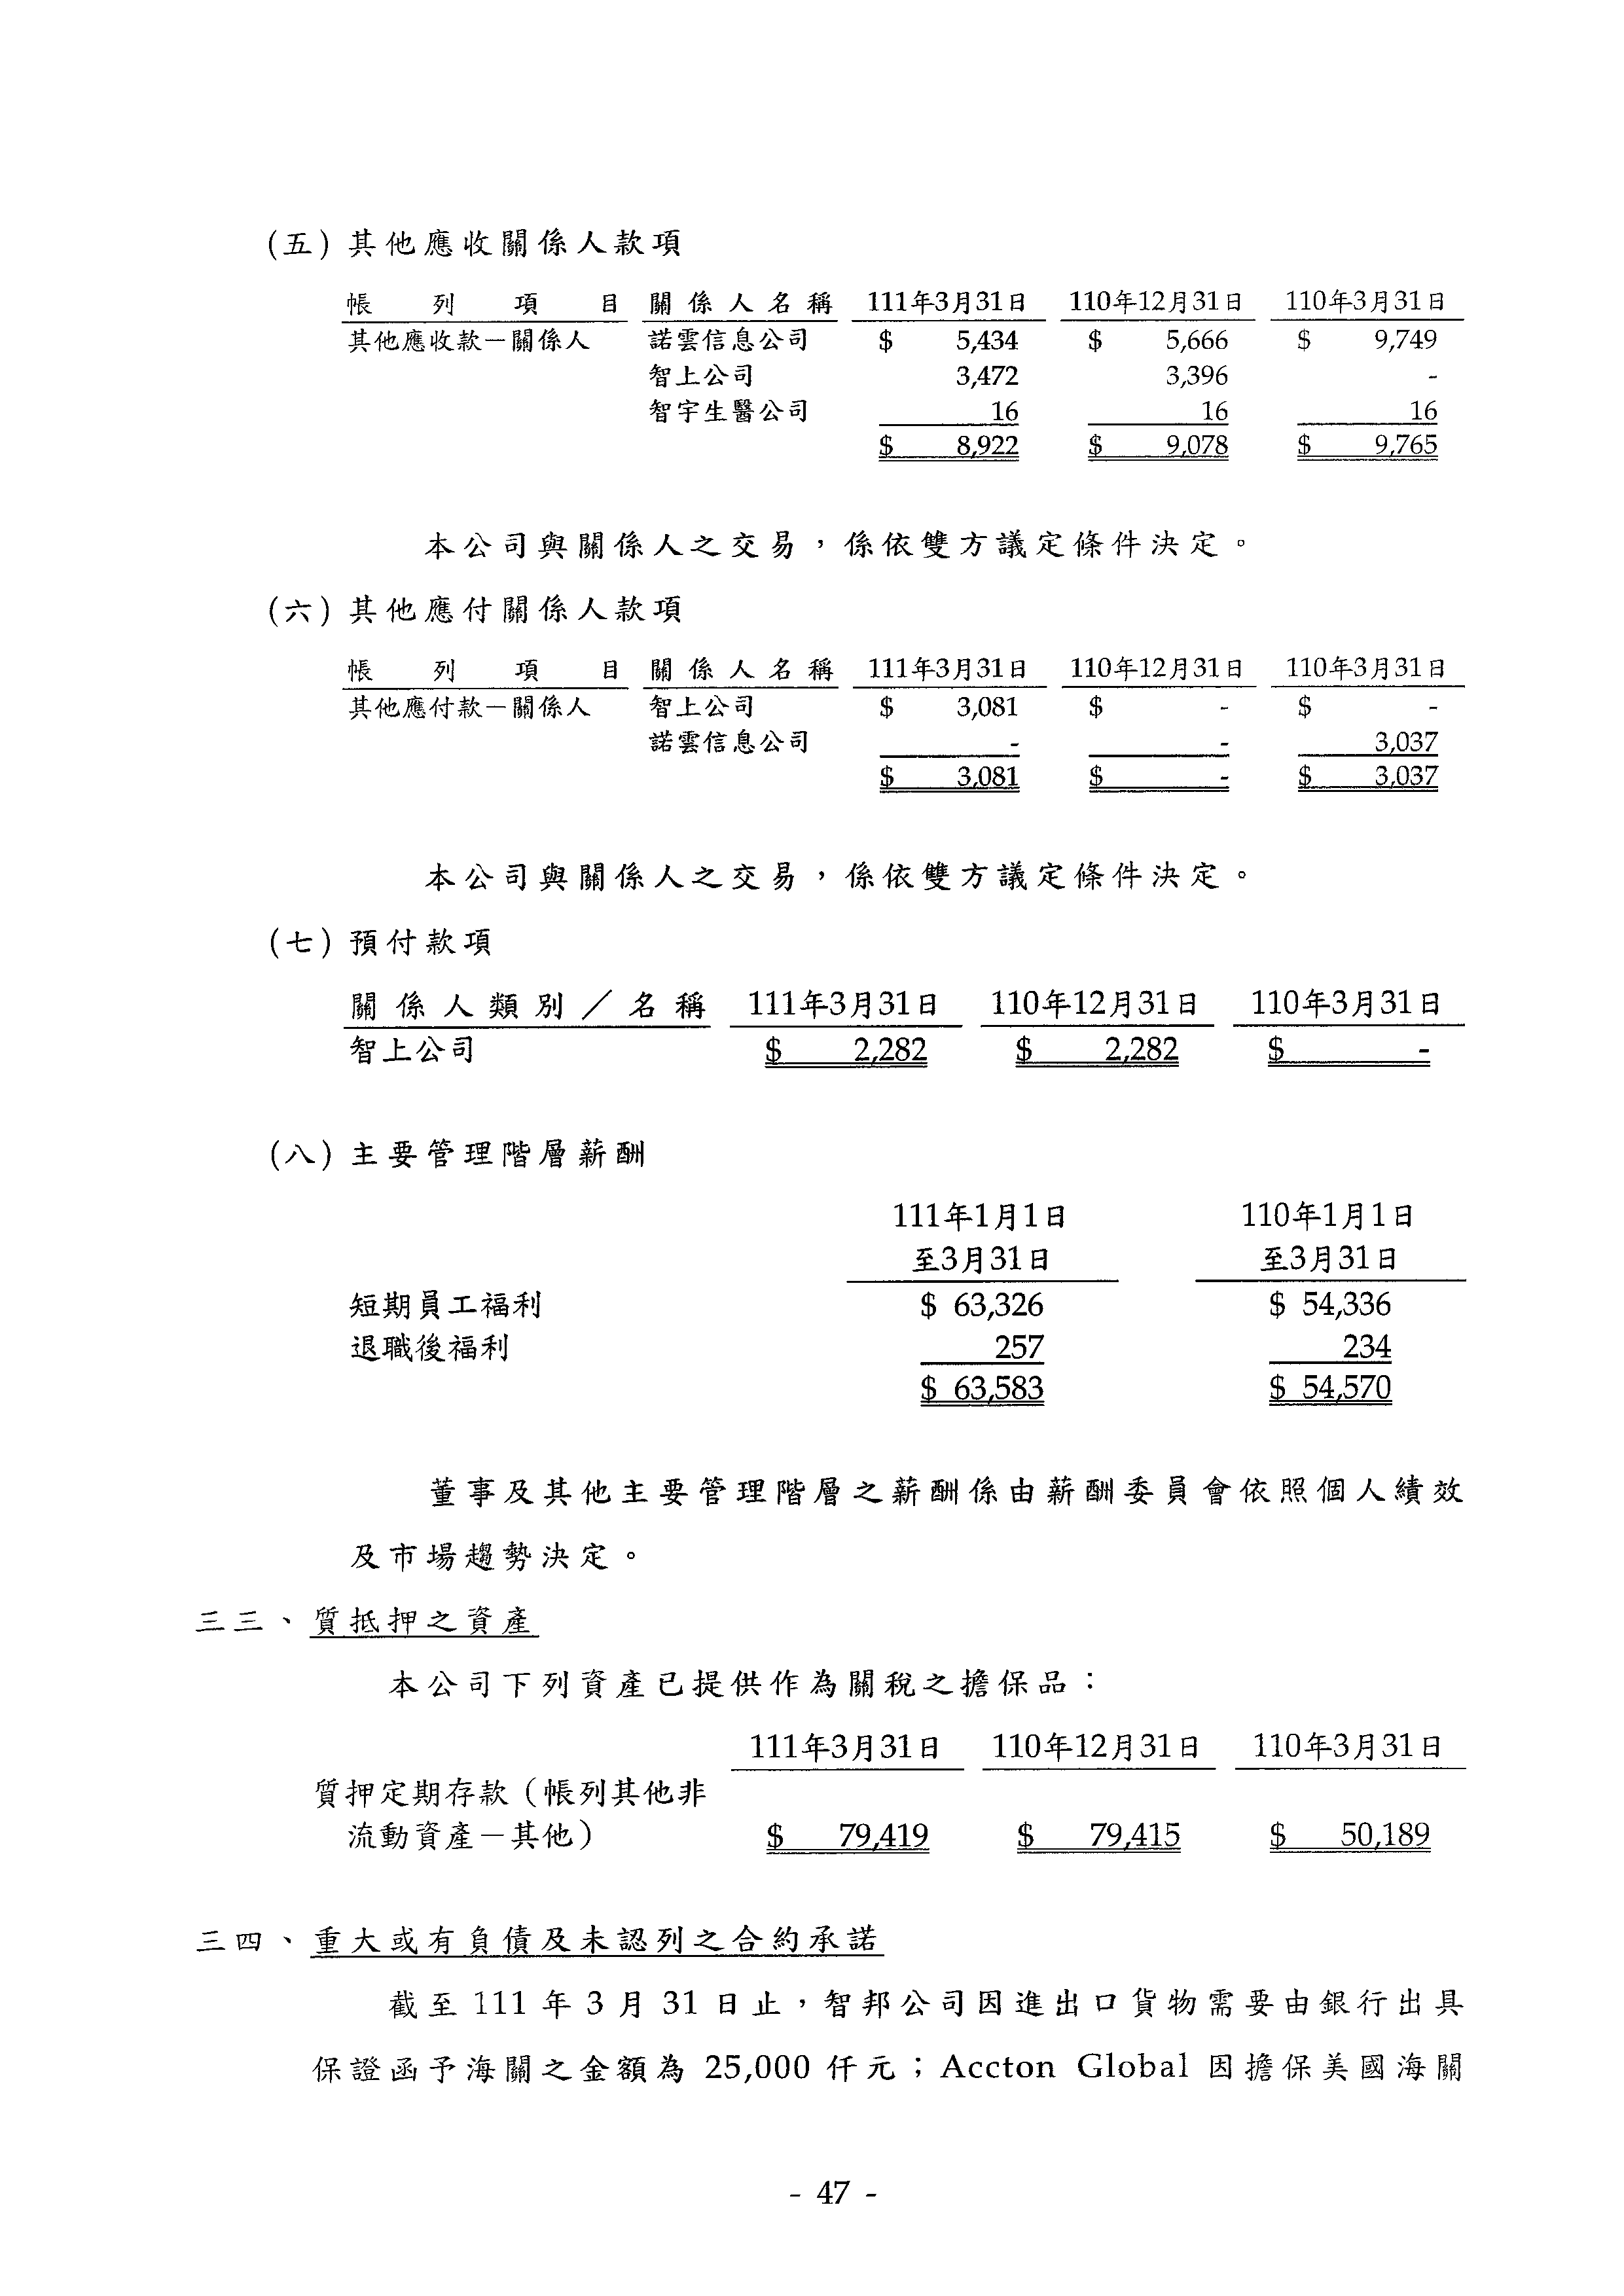 (五) 其他應收關係人款項
帳列項目 關係人名稱 111年3月31日 110年12月31日 110年3月31日
其他應收款－關係人 諾雲信息公司 $ 5,434 $ 5,666 $ 9,749
智上公司 3,472 3,396 -
智宇生醫公司 16 16 16
$ 8,922 $ 9,078 $ 9,765
本公司與關係人之交易，係依雙方議定條件決定。
(六) 其他應付關係人款項
帳列項目 關係人名稱 111年3月31日 110年12月31日 110年3月31日
其他應付款－關係人 智上公司 $ 3,081 $ - $ -
諾雲信息公司 - - 3,037
$ 3,081 $ - $ 3,037
本公司與關係人之交易，係依雙方議定條件決定。
(七) 預付款項
關係人類別／名稱 111年3月31日 110年12月31日 110年3月31日
智上公司 $ 2,282 $ 2,282 $ -
(八) 主要管理階層薪酬
111年1月1日 110年1月1日
至3月31日 至3月31日
短期員工福利 $ 63,326 $ 54,336
退職後福利 257 234
$ 63,583 $ 54,570
董事及其他主要管理階層之薪酬係由薪酬委員會依照個人績效
及市場趨勢決定。
三三、質抵押之資產
本公司下列資產已提供作為關稅之擔保品：
111年3月31日 110年12月31日 110年3月31日
質押定期存款（帳列其他非
流動資產－其他） $ 79,419 $ 79,415 $ 50,189
三四、重大或有負債及未認列之合約承諾
截至 111 年 3 月 31 日止，智邦公司因進出口貨物需要由銀行出具
保證函予海關之金額為 25,000 仟元；Accton Global 因擔保美國海關
- 47 -